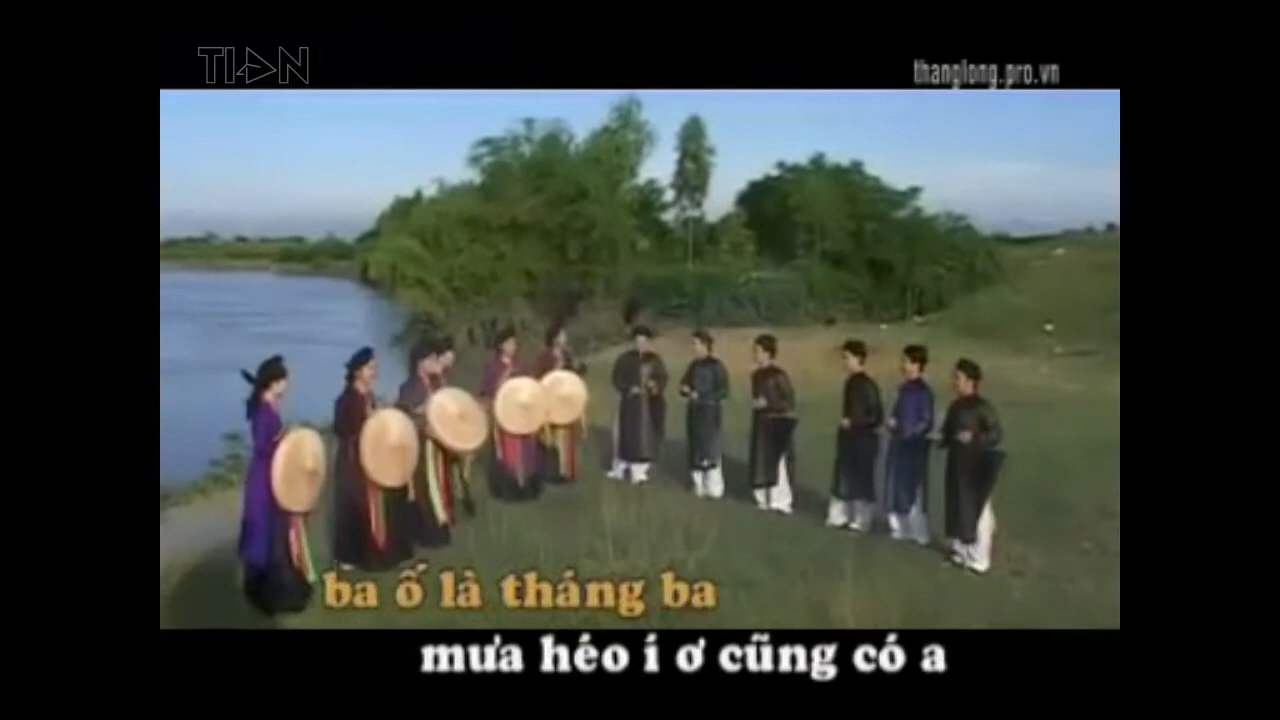 TIAN
thanglong.pro.vn
ba ố là tháng ba
mưa héo í ơ cũng có a